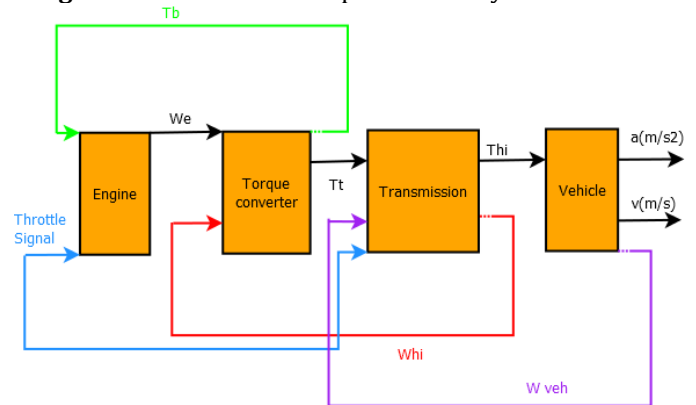 Tb
We
Thi
a(m/s2)
Engine
Torque
converter
Tt
Transmission
Vehicle
v(m/s)
Throttle
Signal
Whi
W veh